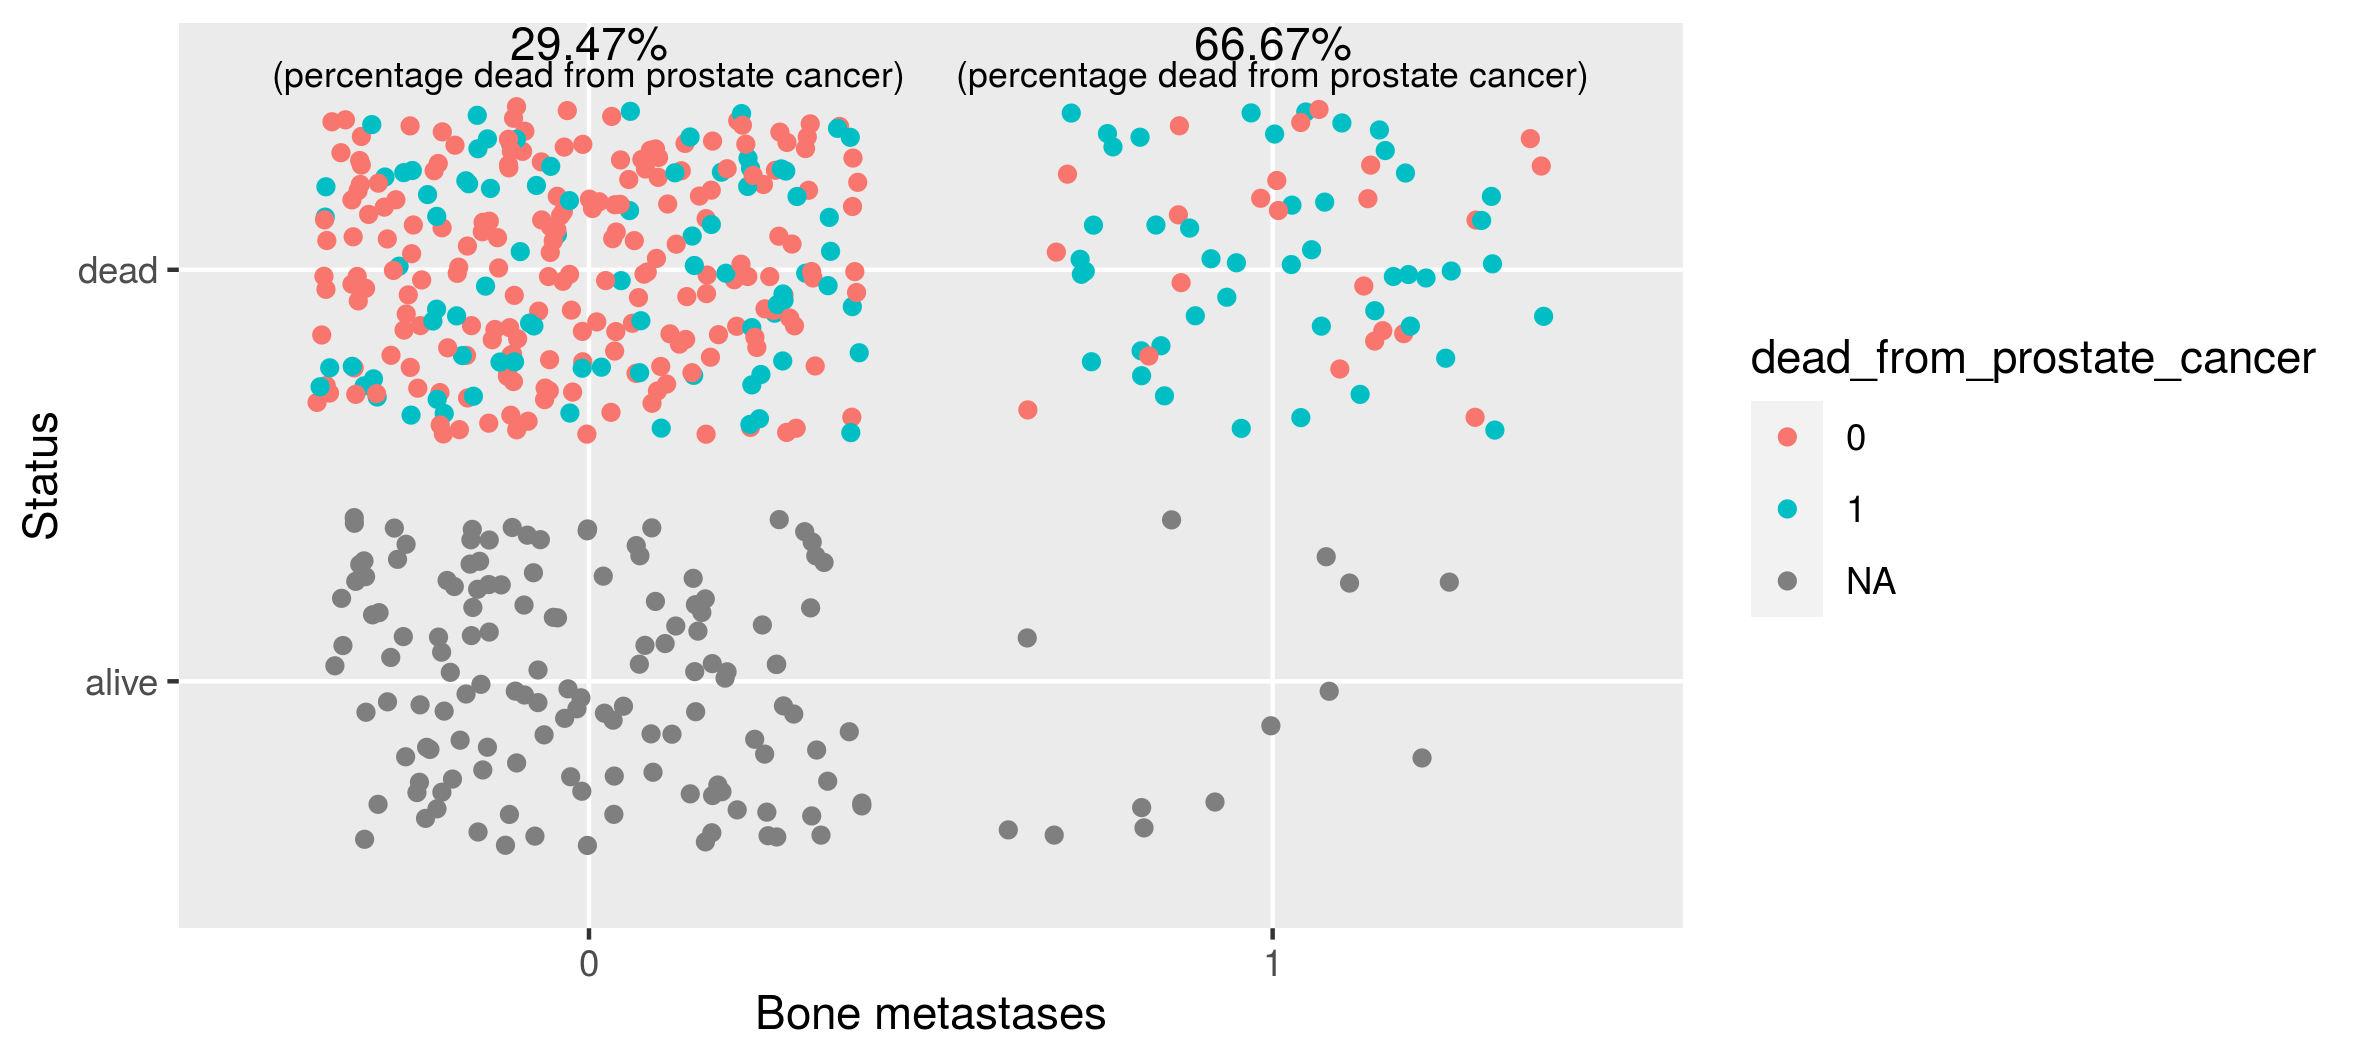 29.47%
(percentage dead from prostate cancer)
66.67%
(percentage dead from prostate cancer)
dead
alive
Status
0
1
Bone metastases
dead_from_prostate_cancer
0
1
NA